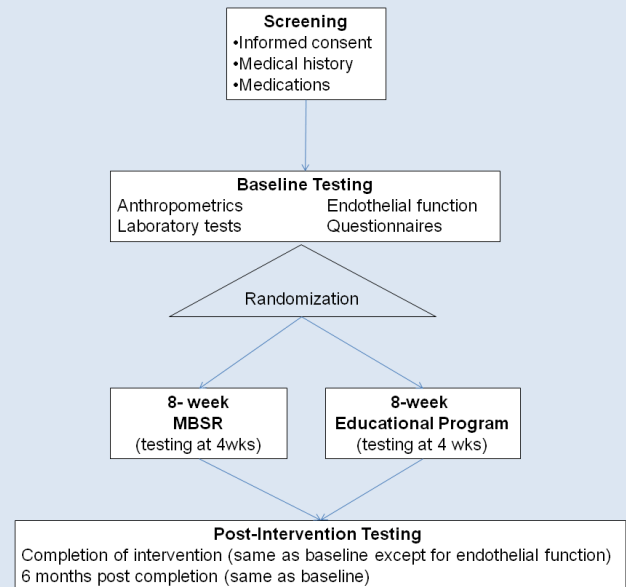 Screening
•Informed consent
•Medical history
•Medications
Baseline Testing
Anthropometrics Endothelial function
Laboratory tests Questionnaires
Randomization
8- week
MBSR
(testing at 4wks)
8-week
Educational Program
(testing at 4 wks)
Post-Intervention Testing
Completion of intervention (same as baseline except for endothelial function)
6 months post completion (same as baseline)